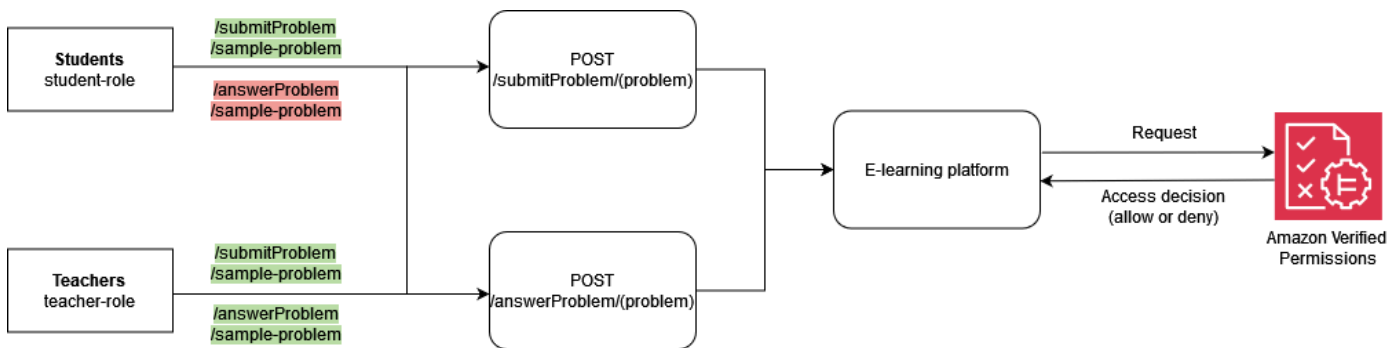 Students
student-role
/submitProblem
/sample-problem
/answerProblem
/sample-problem
POST
/submitProblem/(problem)
Teachers
teacher-role
/submitProblem
/sample-problem
/answerProblem
/sample-problem
POST
/answerProblem/(problem)
E-learning platform
Request
Access decision
(allow or deny)
Amazon Verified
Permissions